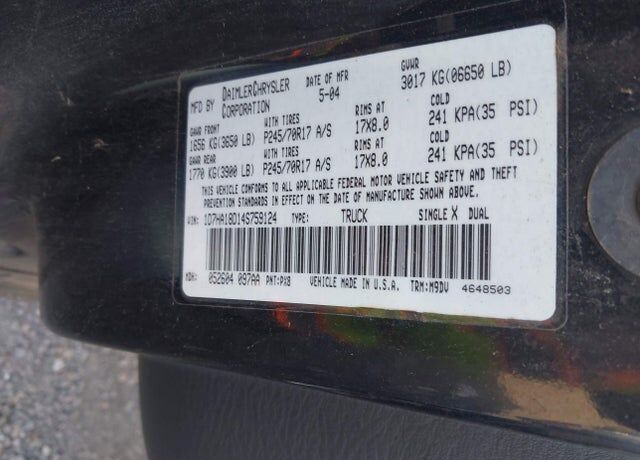 MFD BY DAIMLERCHRYSLER CORPORATION DATE OF MFR 5-04 GVWR 3017 KG(06650 LB)
GAWR FRONT WITH TIRES RIMS AT COLD
1656 KG(3650 LB) P245/70R17 A/S 17X8.0 241 KPA(35 PSI)
GAWR REAR WITH TIRES RIMS AT COLD
1770 KG(3900 LB) P245/70R17 A/S 17X8.0 241 KPA(35 PSI)
THIS VEHICLE CONFORMS TO ALL APPLICABLE FEDERAL MOTOR VEHICLE SAFETY AND THEFT
PREVENTION STANDARDS IN EFFECT ON THE DATE OF MANUFACTURE SHOWN ABOVE.
VIN: 1D7HA18D14S759124 TYPE: TRUCK SINGLE X DUAL
MDH: 052604 097AA PNT:PX8 VEHICLE MADE IN U.S.A. TRM:M9DV 4648503